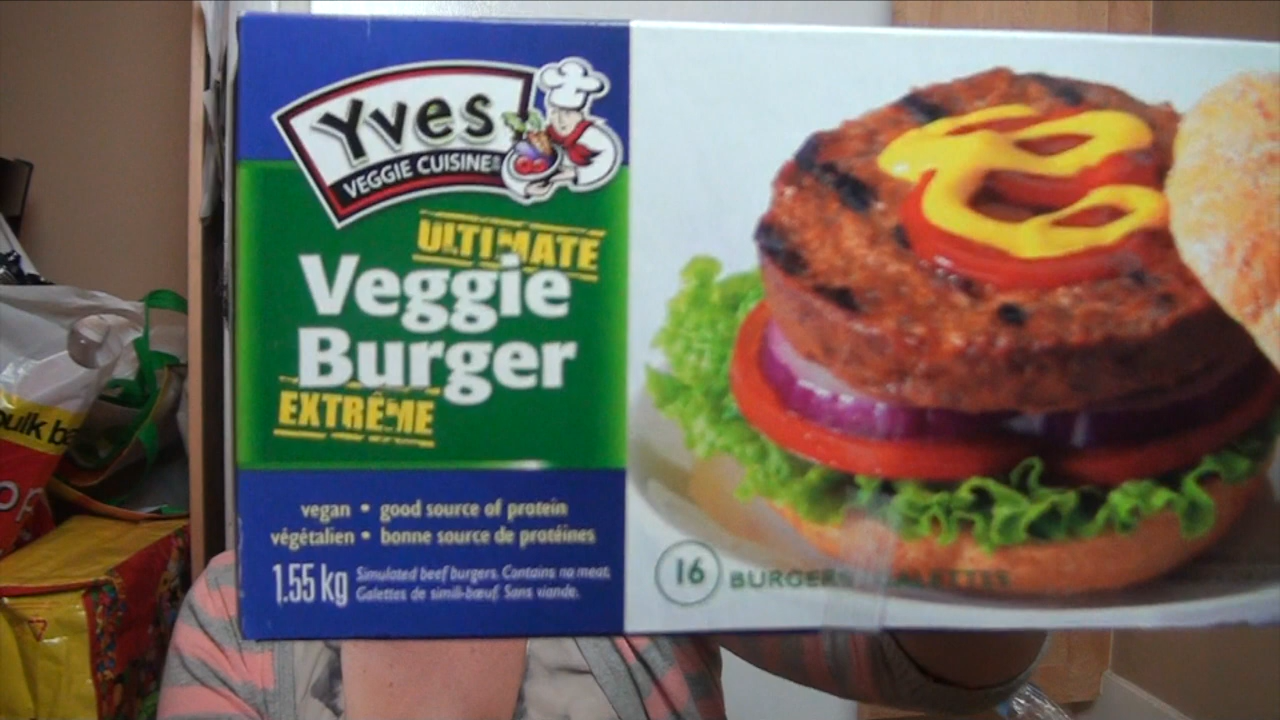 Yves
VEGGIE CUISINE
ULTIMATE
Veggie
Burger
EXTRÊME
vegan • good source of protein
végétalien • bonne source de protéines
1.55 kg
Simulated beef burgers. Contains no meat.
Galettes de simili-bœuf. Sans viande.
16 BURGERS GALETTES
bulk